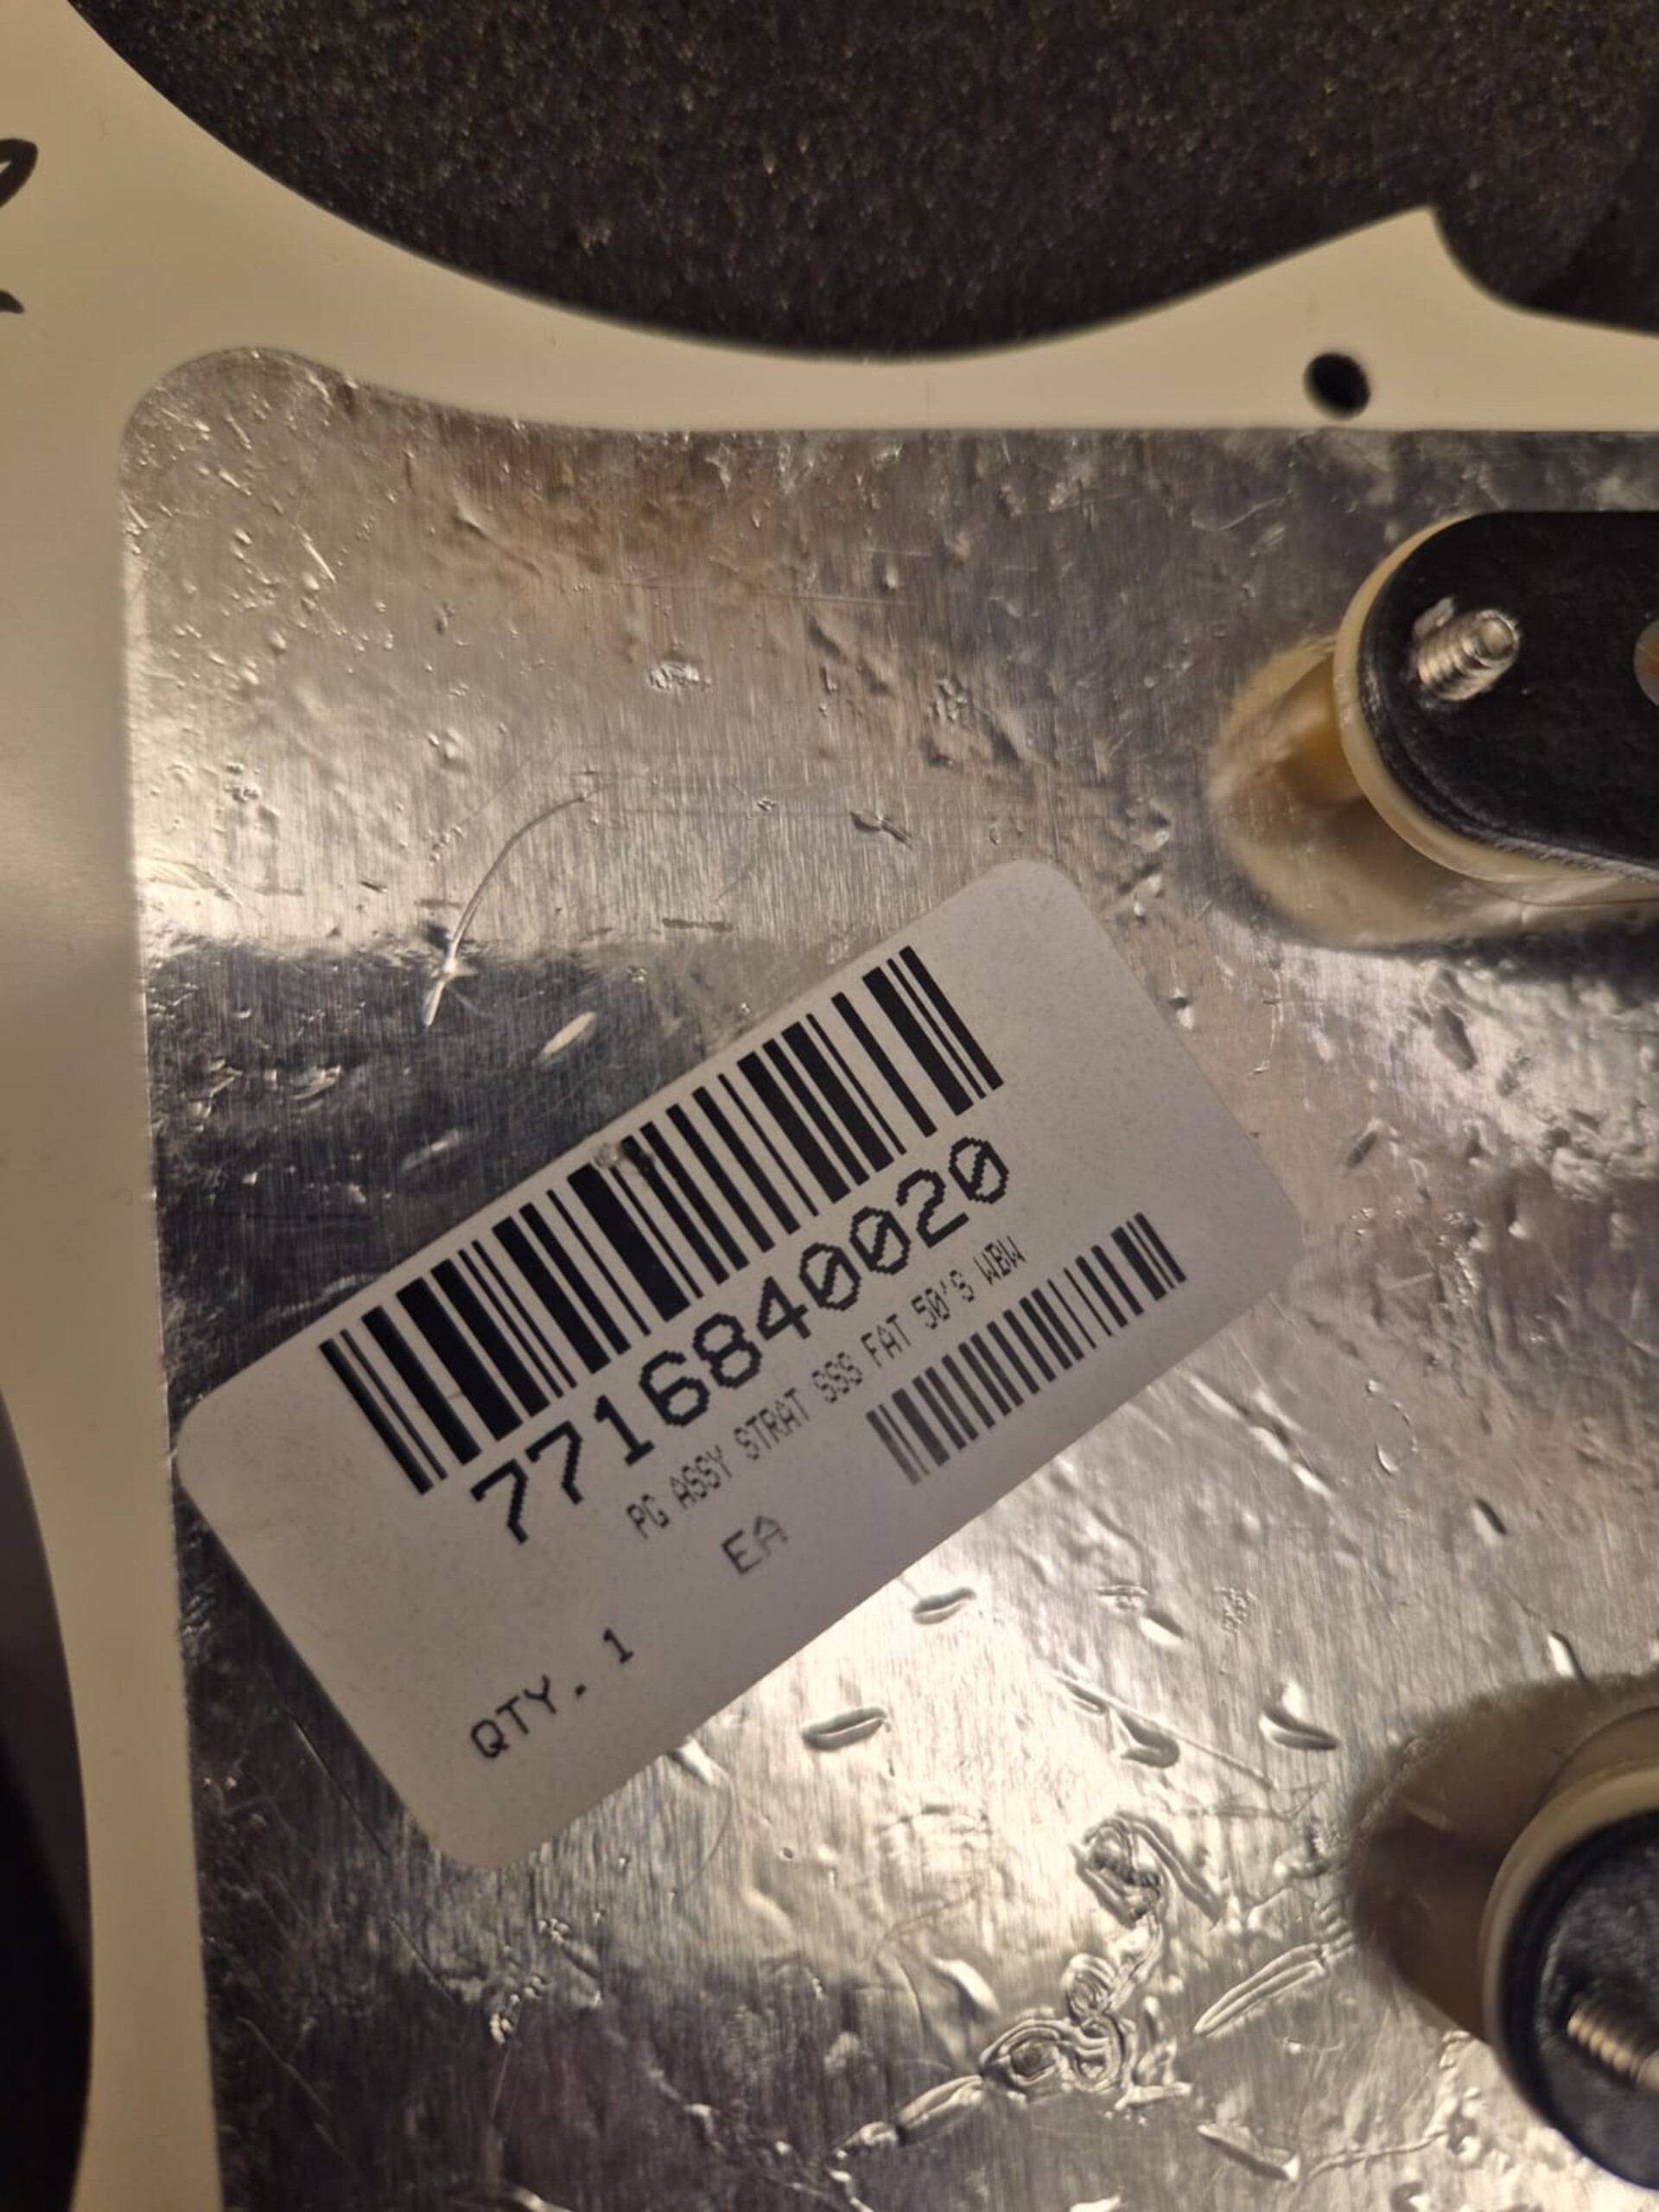 7716840020
PG ASSY STRAT SSS FAT 50'S WBW
EA
QTY. 1